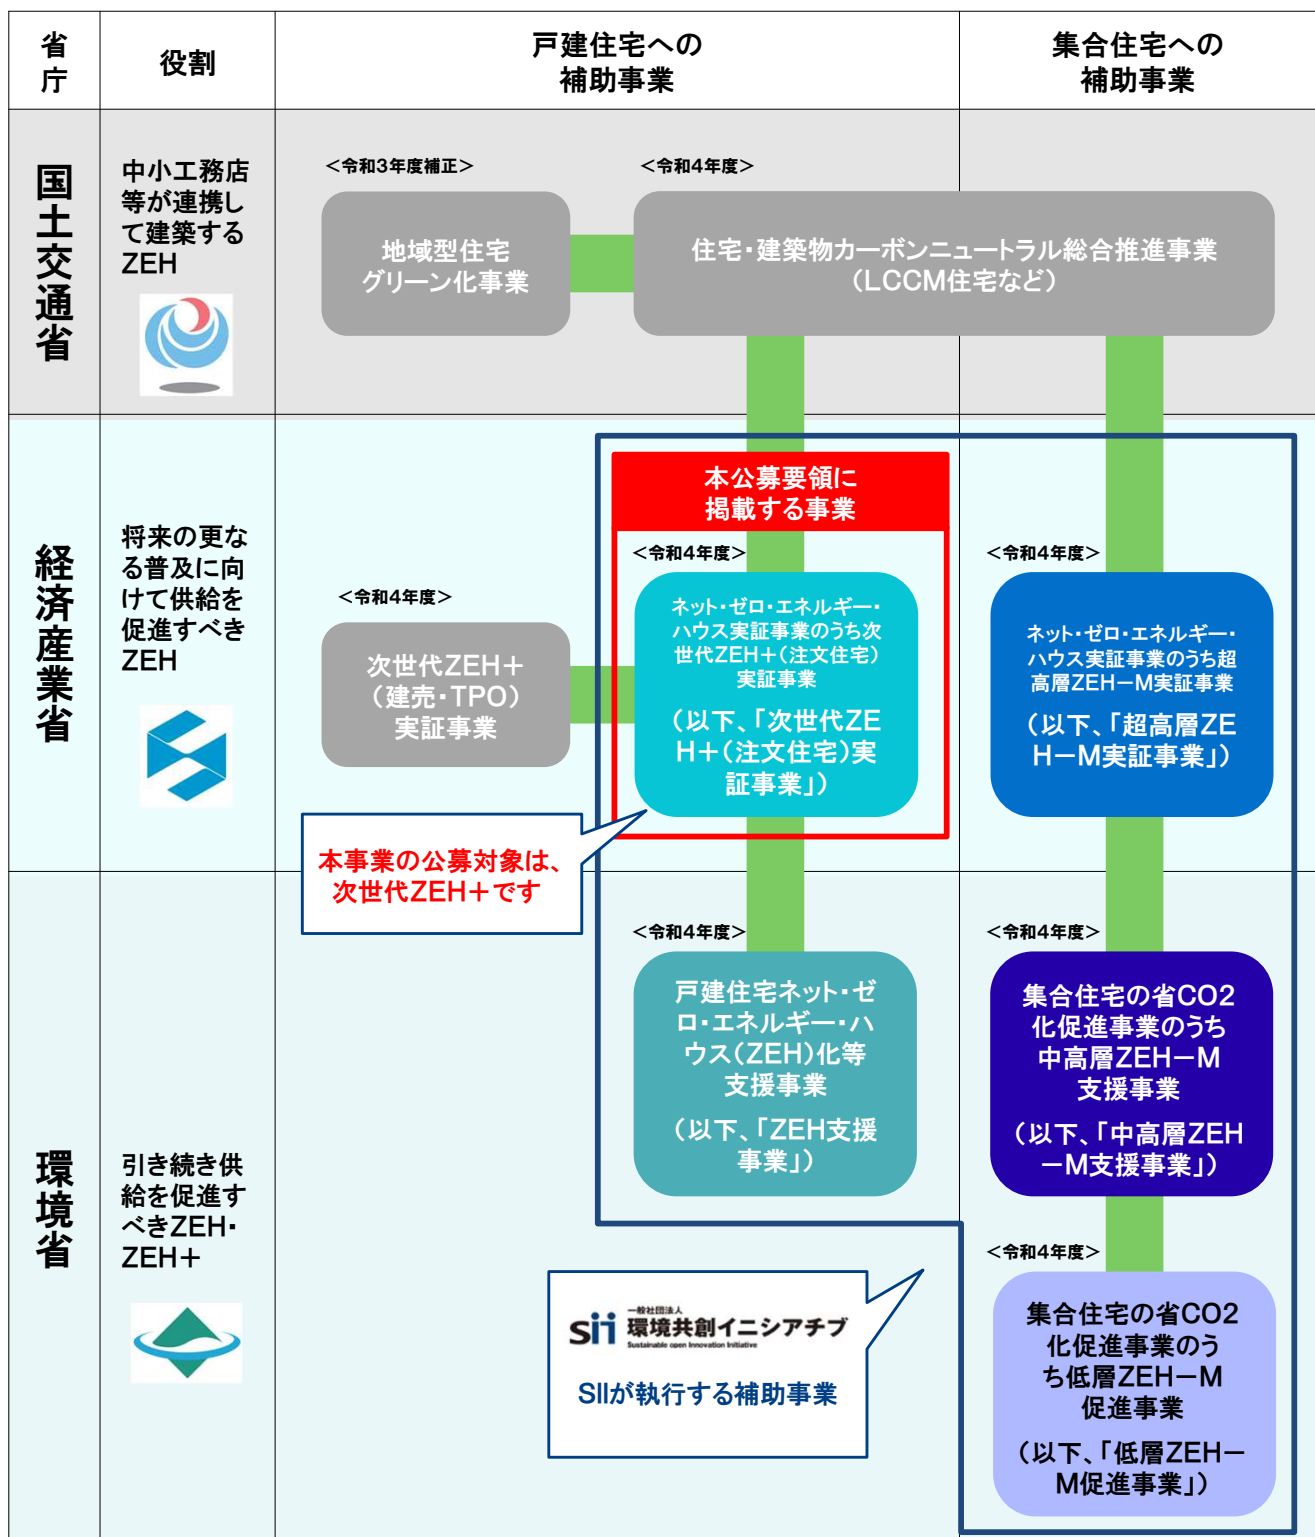 省
庁
役割
戸建住宅への
補助事業
集合住宅への
補助事業
国土交通省
中小工務店
等が連携し
て建築する
ZEH
＜令和3年度補正＞
地域型住宅
グリーン化事業
＜令和4年度＞
住宅・建築物カーボンニュートラル総合推進事業
（LCCM住宅など）
経済産業省
将来の更な
る普及に向
けて供給を
促進すべき
ZEH
＜令和4年度＞
次世代ZEH＋
（建売・TPO）
実証事業
本公募要領に
掲載する事業
＜令和4年度＞
ネット・ゼロ・エネルギー・
ハウス実証事業のうち次
世代ZEH＋（注文住宅）
実証事業
（以下、「次世代ZE
H＋（注文住宅）実
証事業」）
＜令和4年度＞
ネット・ゼロ・エネルギー・
ハウス実証事業のうち超
高層ZEH－M実証事業
（以下、「超高層ZE
H－M実証事業」）
本事業の公募対象は、
次世代ZEH＋です
環境省
引き続き供
給を促進す
べきZEH・
ZEH＋
＜令和4年度＞
戸建住宅ネット・ゼ
ロ・エネルギー・ハ
ウス（ZEH）化等
支援事業
（以下、「ZEH支援
事業」）
＜令和4年度＞
集合住宅の省CO2
化促進事業のうち
中高層ZEH－M
支援事業
（以下、「中高層ZEH
－M支援事業」）
＜令和4年度＞
集合住宅の省CO2
化促進事業のう
ち低層ZEH－M
促進事業
（以下、「低層ZEH－
M促進事業」）
sii
一般社団法人
環境共創イニシアチブ
Sustainable open Innovation Initiative
SIIが執行する補助事業